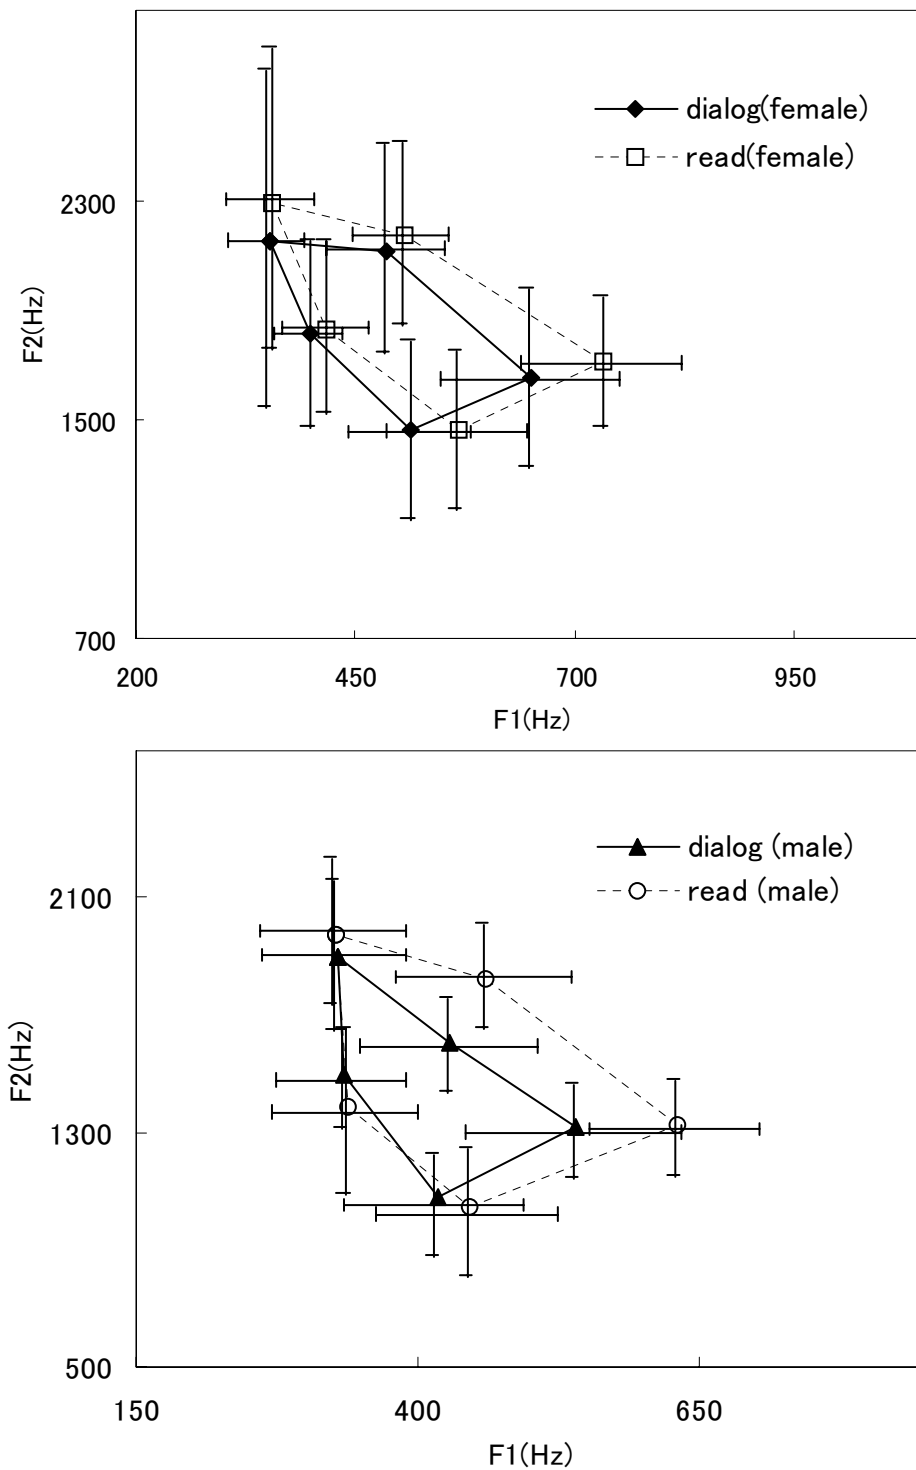 dialog(female)
read(female)
2300
1500
700
F2(Hz)
200 450 700 950
F1(Hz)
dialog (male)
read (male)
2100
1300
500
F2(Hz)
150 400 650
F1(Hz)